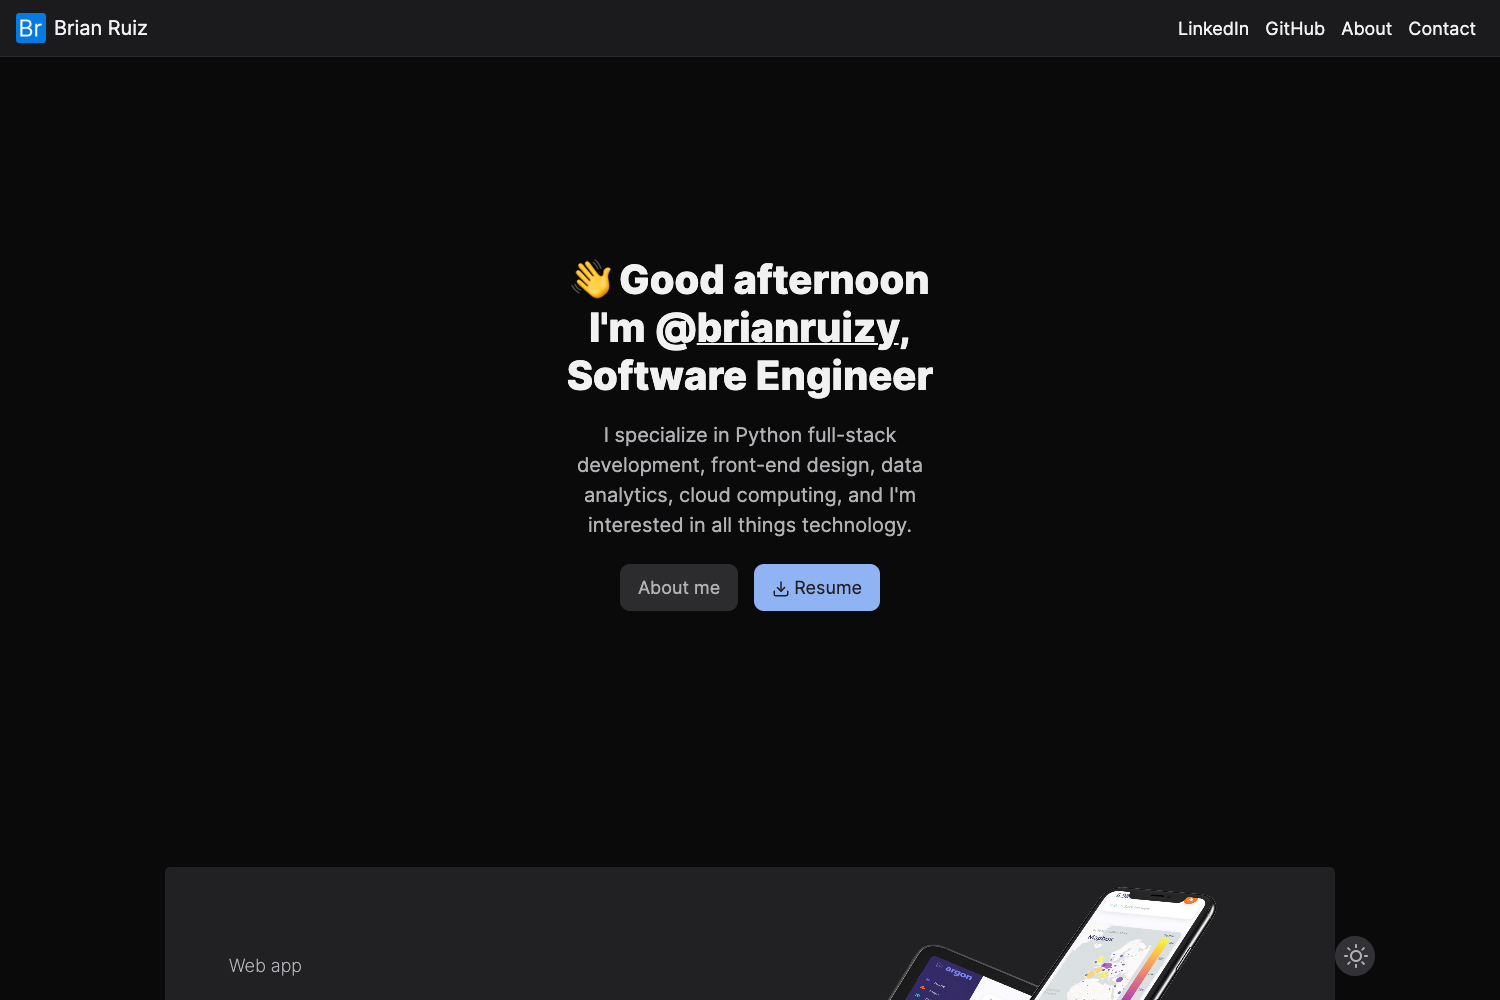 Br Brian Ruiz
LinkedIn GitHub About Contact
👋 Good afternoon
I'm @brianruizy,
Software Engineer
I specialize in Python full-stack
development, front-end design, data
analytics, cloud computing, and I'm
interested in all things technology.
About me
Resume
Web app
argon
Mapbox